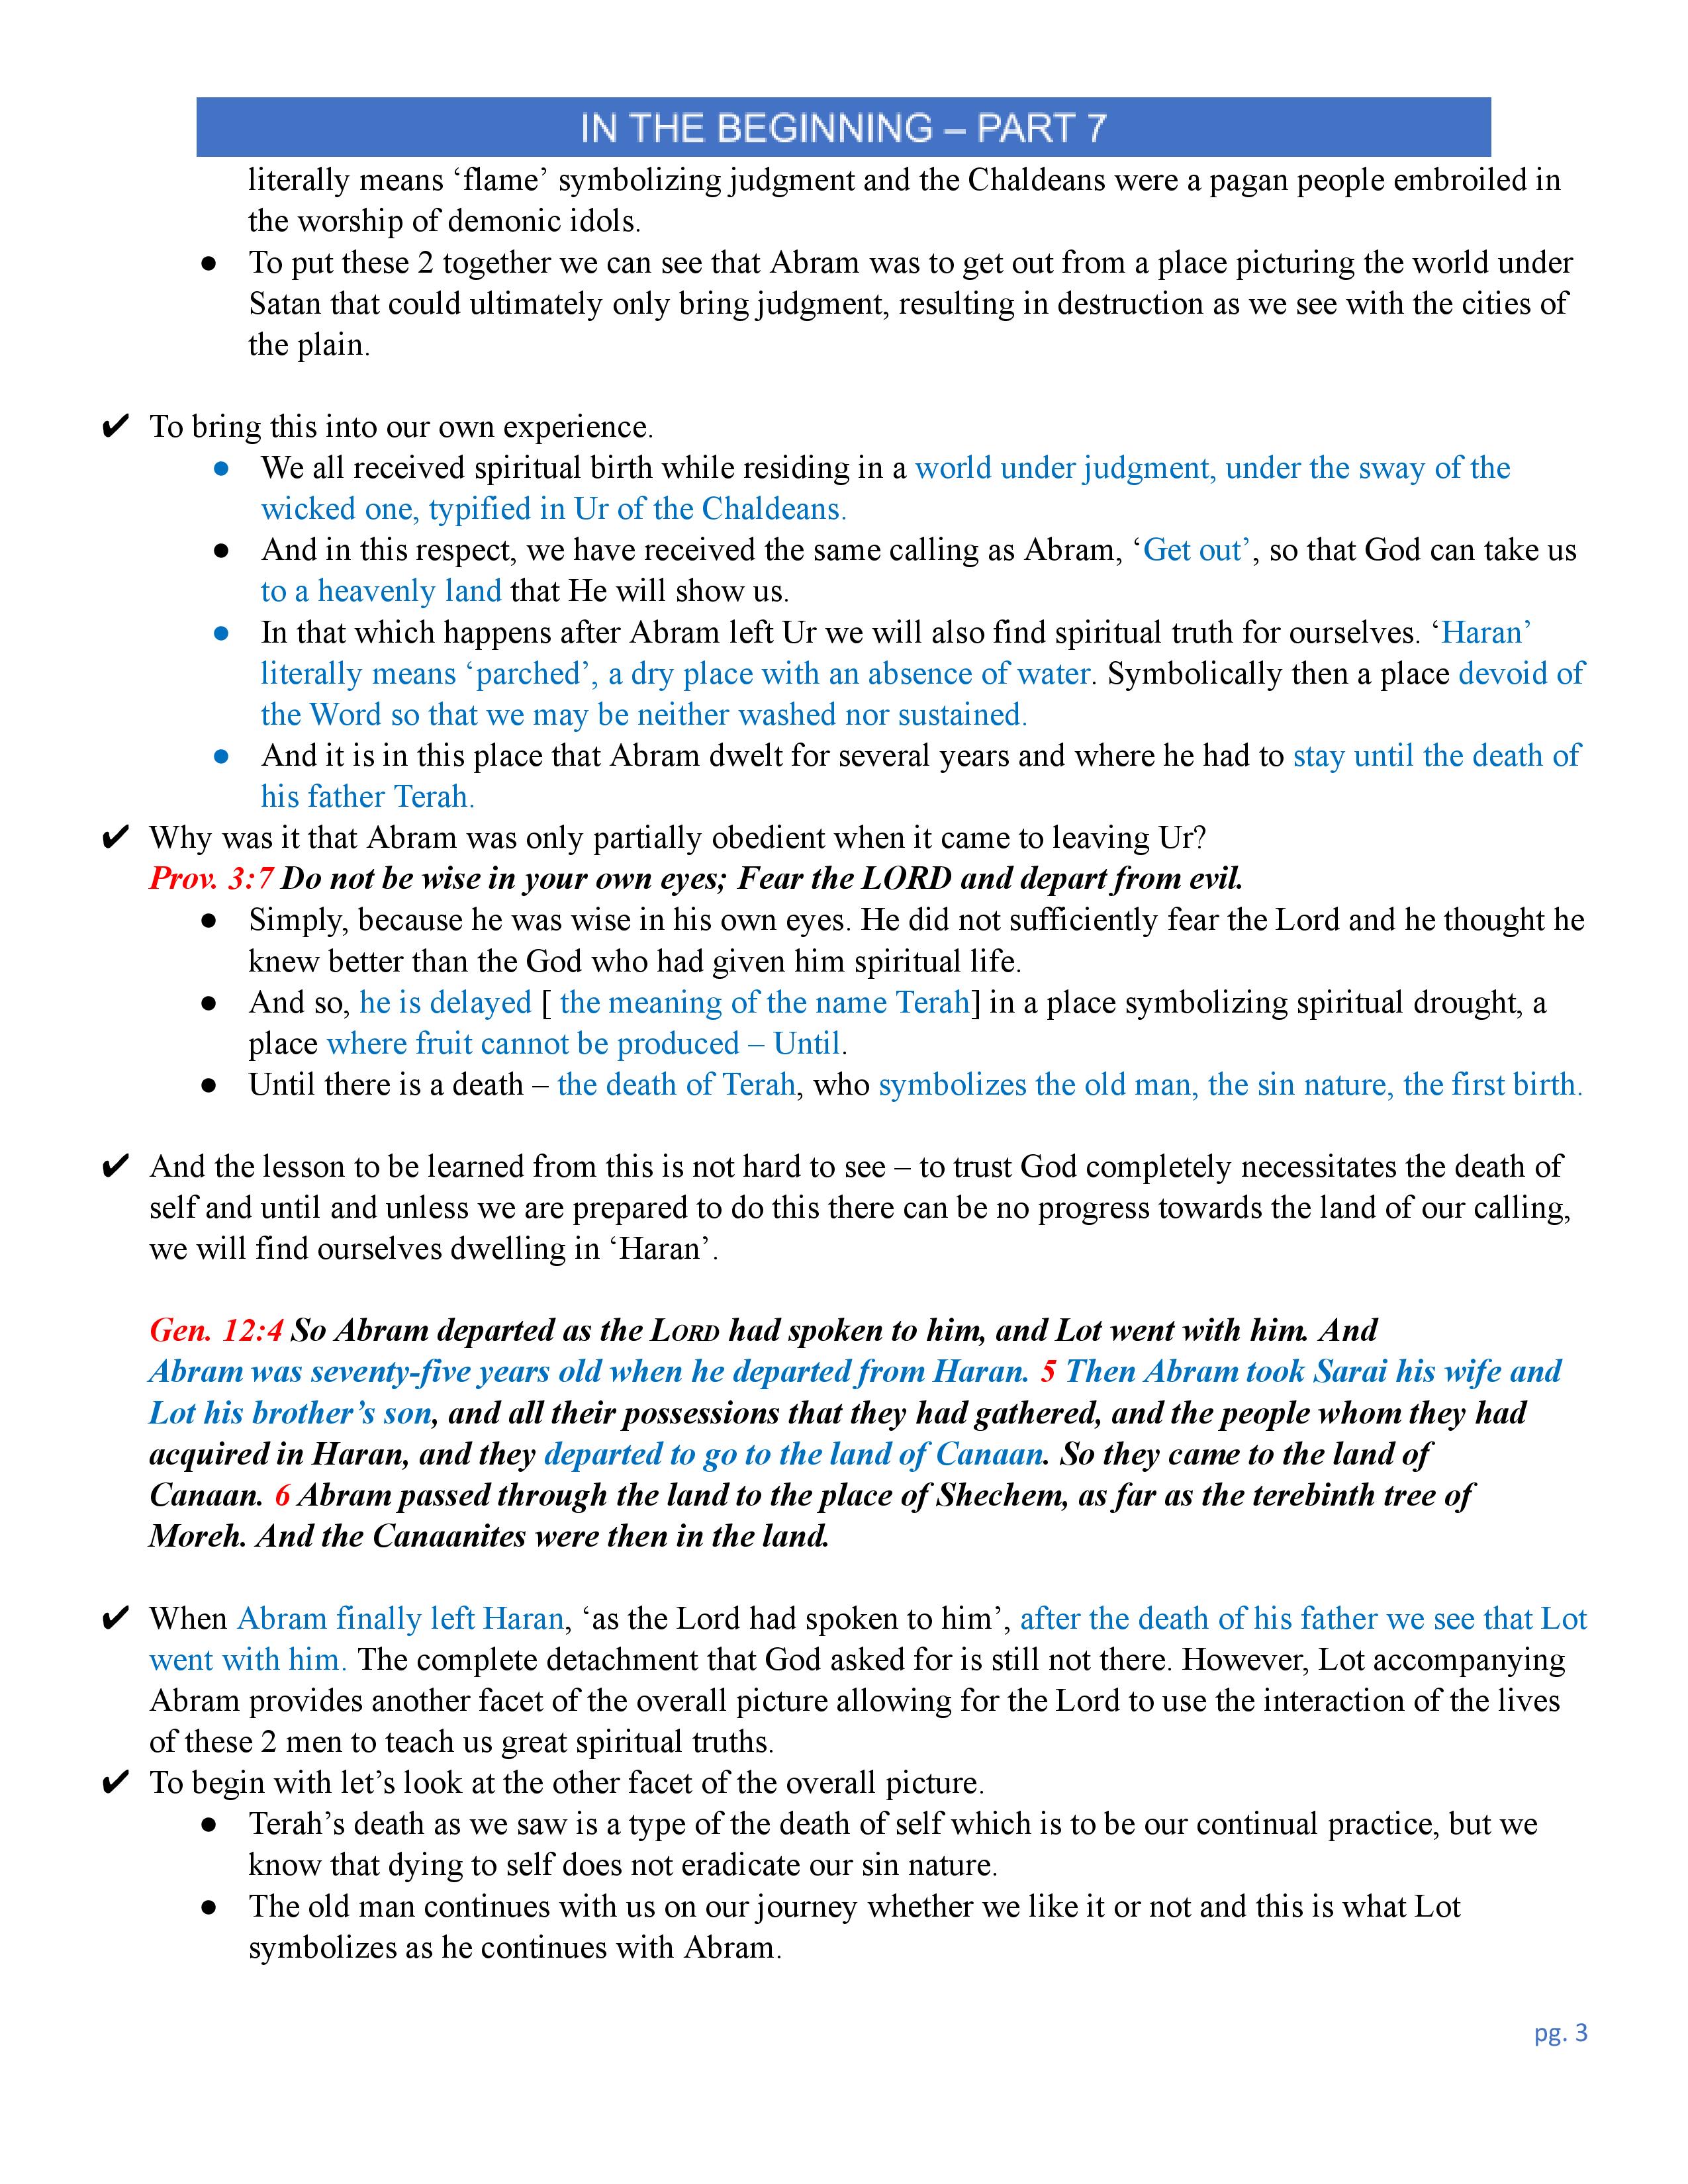 IN THE BEGINNING – PART 7
literally means ‘flame’ symbolizing judgment and the Chaldeans were a pagan people embroiled in
the worship of demonic idols.
● To put these 2 together we can see that Abram was to get out from a place picturing the world under
Satan that could ultimately only bring judgment, resulting in destruction as we see with the cities of
the plain.
✔ To bring this into our own experience.
● We all received spiritual birth while residing in a world under judgment, under the sway of the
wicked one, typified in Ur of the Chaldeans.
● And in this respect, we have received the same calling as Abram, ‘Get out’, so that God can take us
to a heavenly land that He will show us.
● In that which happens after Abram left Ur we will also find spiritual truth for ourselves. ‘Haran’
literally means ‘parched’, a dry place with an absence of water. Symbolically then a place devoid of
the Word so that we may be neither washed nor sustained.
● And it is in this place that Abram dwelt for several years and where he had to stay until the death of
his father Terah.
✔ Why was it that Abram was only partially obedient when it came to leaving Ur?
Prov. 3:7 Do not be wise in your own eyes; Fear the LORD and depart from evil.
● Simply, because he was wise in his own eyes. He did not sufficiently fear the Lord and he thought he
knew better than the God who had given him spiritual life.
● And so, he is delayed [ the meaning of the name Terah] in a place symbolizing spiritual drought, a
place where fruit cannot be produced – Until.
● Until there is a death – the death of Terah, who symbolizes the old man, the sin nature, the first birth.
✔ And the lesson to be learned from this is not hard to see – to trust God completely necessitates the death of
self and until and unless we are prepared to do this there can be no progress towards the land of our calling,
we will find ourselves dwelling in ‘Haran’.
Gen. 12:4 So Abram departed as the LORD had spoken to him, and Lot went with him. And
Abram was seventy-five years old when he departed from Haran. 5 Then Abram took Sarai his wife and
Lot his brother’s son, and all their possessions that they had gathered, and the people whom they had
acquired in Haran, and they departed to go to the land of Canaan. So they came to the land of
Canaan. 6 Abram passed through the land to the place of Shechem, as far as the terebinth tree of
Moreh. And the Canaanites were then in the land.
✔ When Abram finally left Haran, ‘as the Lord had spoken to him’, after the death of his father we see that Lot
went with him. The complete detachment that God asked for is still not there. However, Lot accompanying
Abram provides another facet of the overall picture allowing for the Lord to use the interaction of the lives
of these 2 men to teach us great spiritual truths.
✔ To begin with let’s look at the other facet of the overall picture.
● Terah’s death as we saw is a type of the death of self which is to be our continual practice, but we
know that dying to self does not eradicate our sin nature.
● The old man continues with us on our journey whether we like it or not and this is what Lot
symbolizes as he continues with Abram.
pg. 3